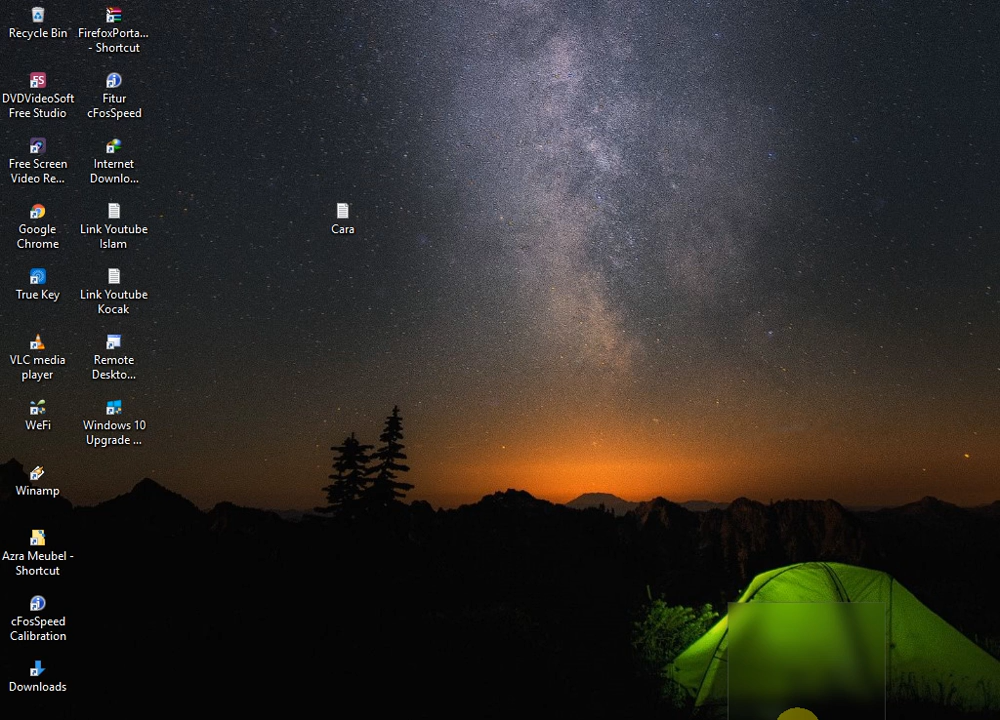 Recycle Bin
FirefoxPorta...
- Shortcut
DVDVideoSoft
Free Studio
Fitur
cFosSpeed
Free Screen
Video Re...
Internet
Downlo...
Google
Chrome
Link Youtube
Islam
Cara
True Key
Link Youtube
Kocak
VLC media
player
Remote
Deskto...
WeFi
Windows 10
Upgrade ...
Winamp
Azra Meubel -
Shortcut
cFosSpeed
Calibration
Downloads